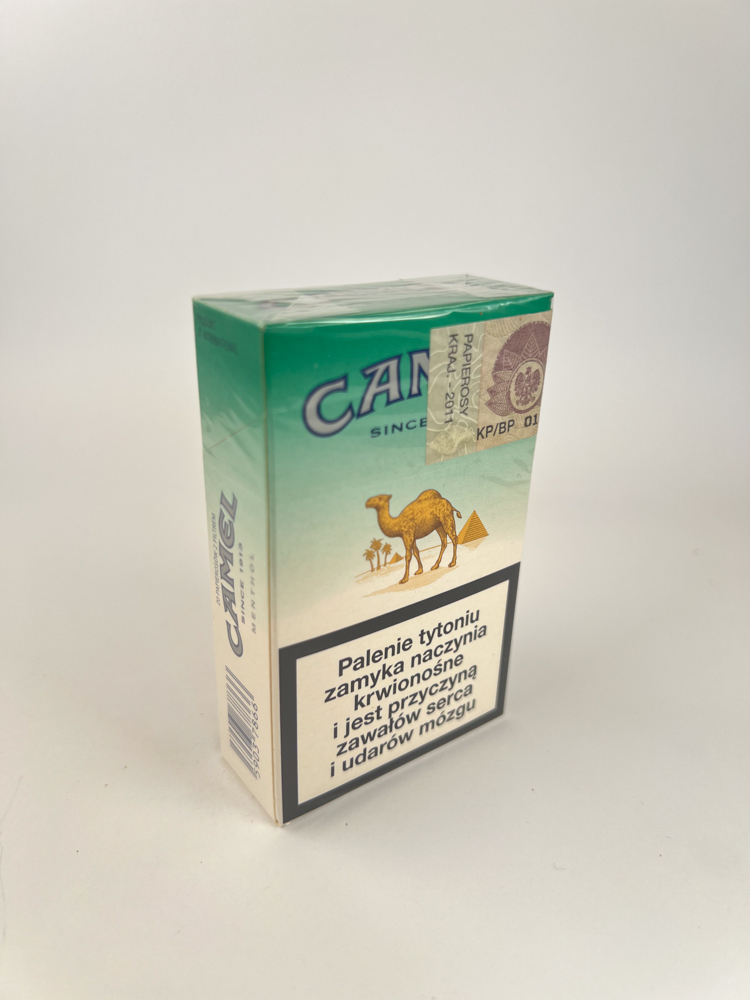 CAM
SINCE
PAPIEROSY
KRAJ. - 2011
KP/BP 01
Palenie tytoniu
zamyka naczynia
krwionośne
i jest przyczyną
zawałów serca
i udarów mózgu
CAMEL
SINCE 1913
MENTHOL